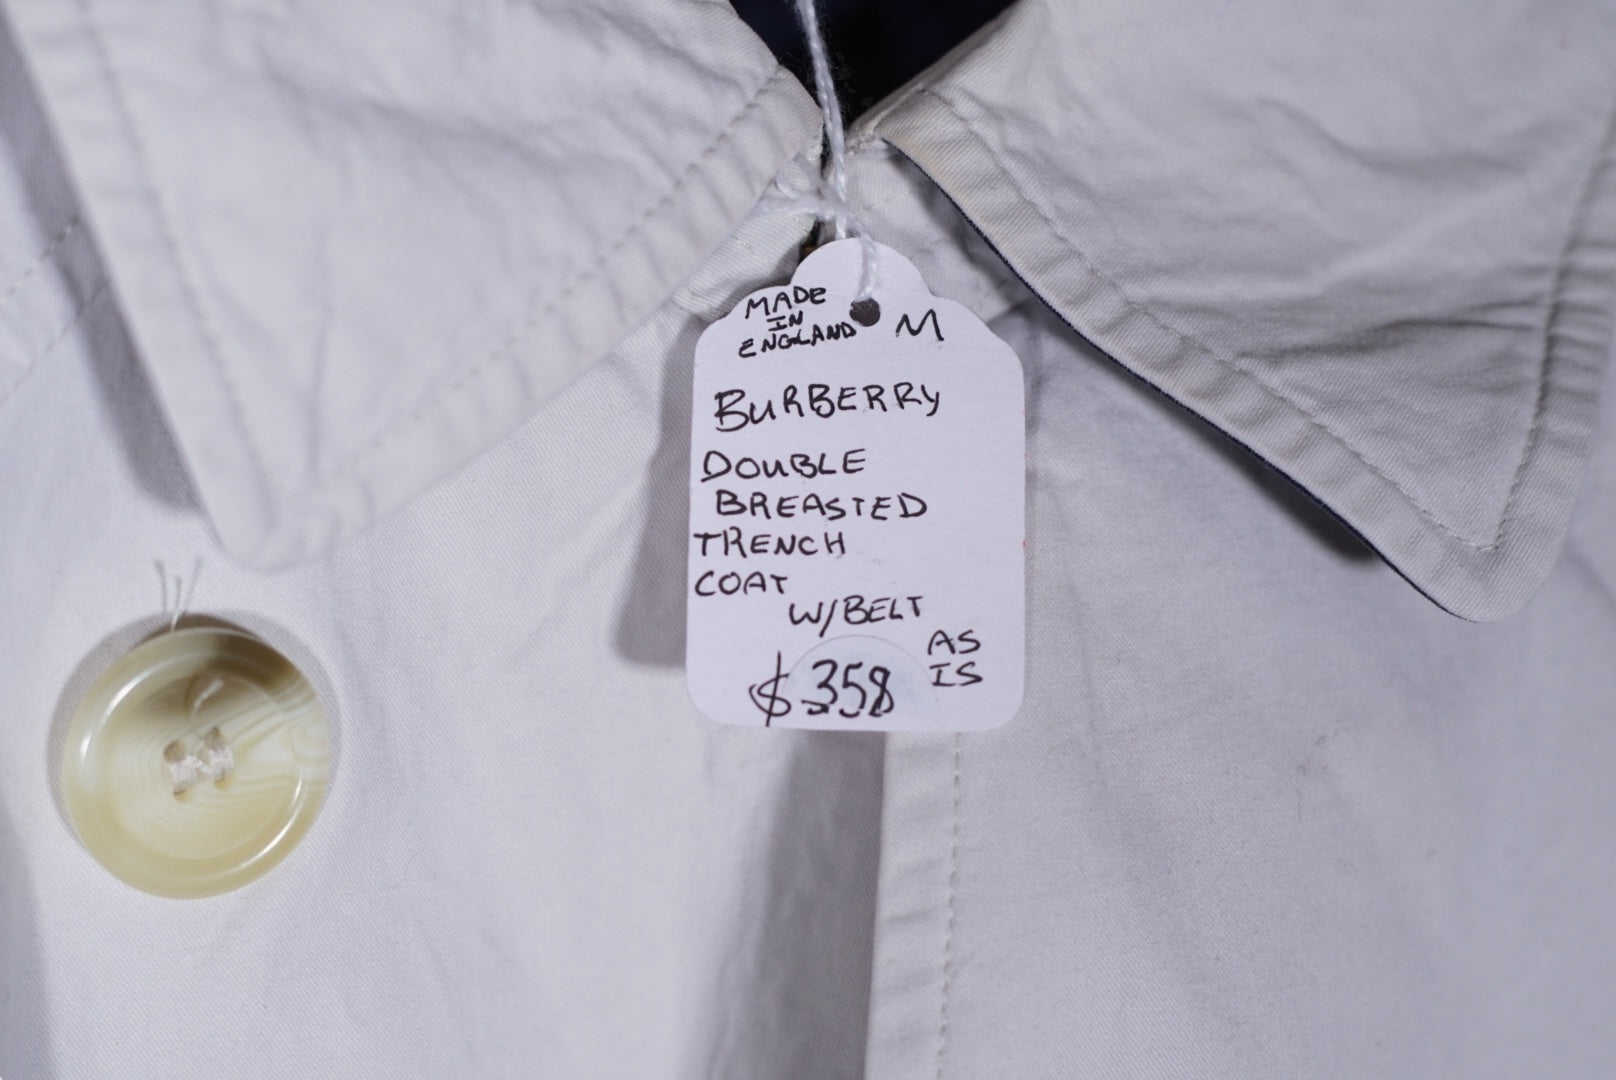 MADE
IN
ENGLAND
M
BURBERRY
DOUBLE
BREASTED
TRENCH
COAT
W/BELT
$358
AS
IS